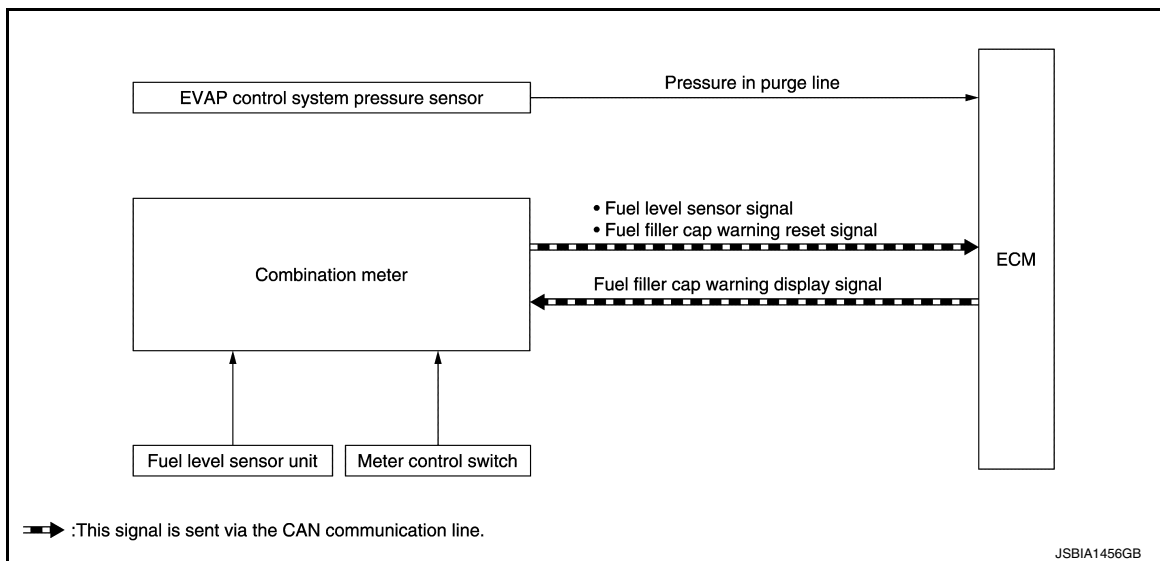 EVAP control system pressure sensor
Pressure in purge line
• Fuel level sensor signal
• Fuel filler cap warning reset signal
Combination meter
ECM
Fuel filler cap warning display signal
Fuel level sensor unit
Meter control switch
:This signal is sent via the CAN communication line.
JSBIA1456GB